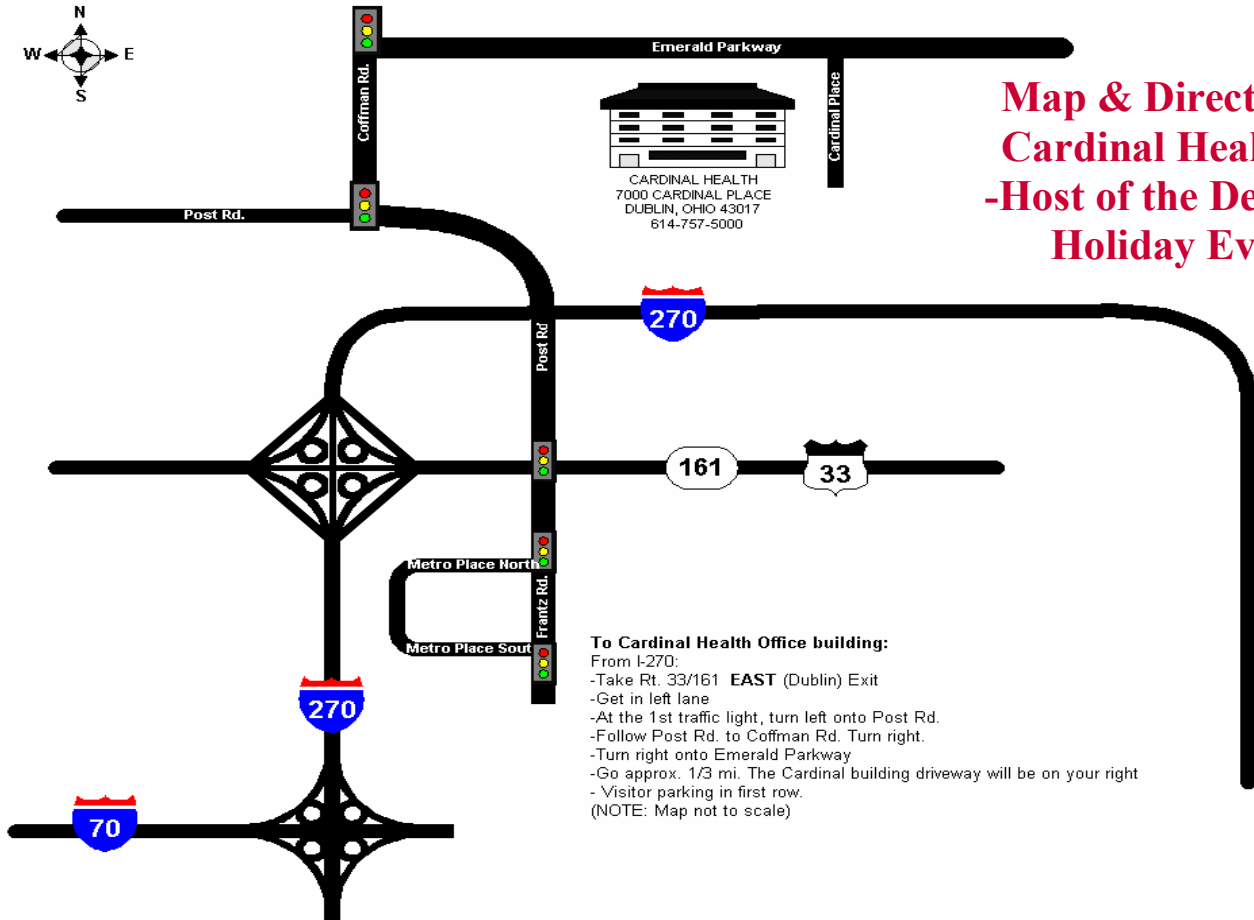 N
W E
S
Emerald Parkway
Coffman Rd.
Cardinal Place
Map & Direct
Cardinal Heal
-Host of the De
Holiday Ev
CARDINAL HEALTH
7000 CARDINAL PLACE
DUBLIN, OHIO 43017
614-757-5000
Post Rd.
270
Post Rd
161
33
Metro Place North
Frantz Rd.
Metro Place Sout
To Cardinal Health Office building:
From I-270:
-Take Rt. 33/161 EAST (Dublin) Exit
-Get in left lane
-At the 1st traffic light, turn left onto Post Rd.
-Follow Post Rd. to Coffman Rd. Turn right.
-Turn right onto Emerald Parkway
-Go approx. 1/3 mi. The Cardinal building driveway will be on your right
- Visitor parking in first row.
(NOTE: Map not to scale)
270
70